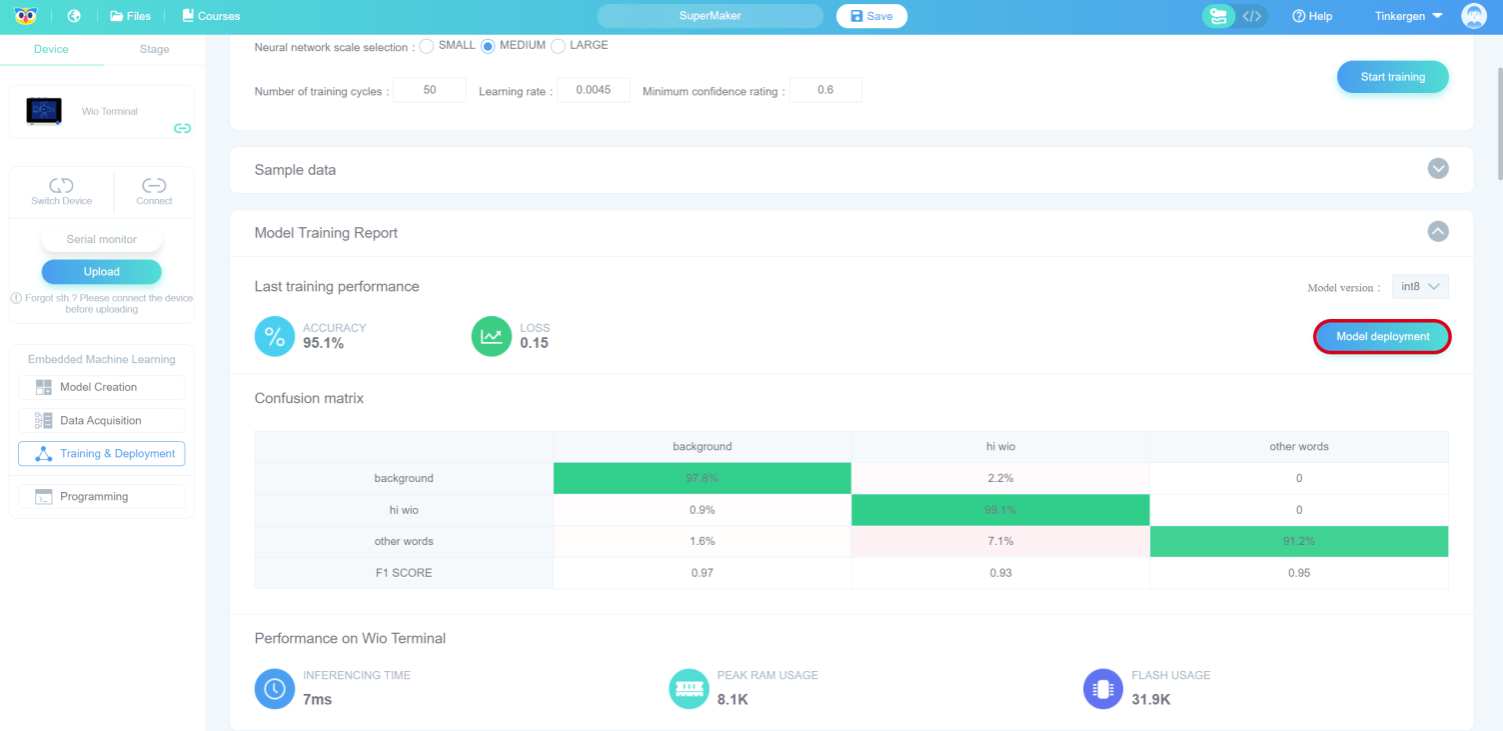 Files Courses SuperMaker Save </> Help Tinkergen
Device Stage
Wio Terminal
Switch Device Connect
Serial monitor
Upload
Forgot sth ? Please connect the device
before uploading
Embedded Machine Learning
Model Creation
Data Acquisition
Training & Deployment
Programming
Neural network scale selection : SMALL MEDIUM LARGE
Number of training cycles : 50 Learning rate : 0.0045 Minimum confidence rating : 0.6
Start training
Sample data
Model Training Report
Last training performance
Model version : int8
ACCURACY
95.1%
LOSS
0.15
Model deployment
Confusion matrix
background hi wio other words
background 97.8% 2.2% 0
hi wio 0.9% 99.1% 0
other words 1.6% 7.1% 91.2%
F1 SCORE 0.97 0.93 0.95
Performance on Wio Terminal
INFERENCING TIME
7ms
PEAK RAM USAGE
8.1K
FLASH USAGE
31.9K